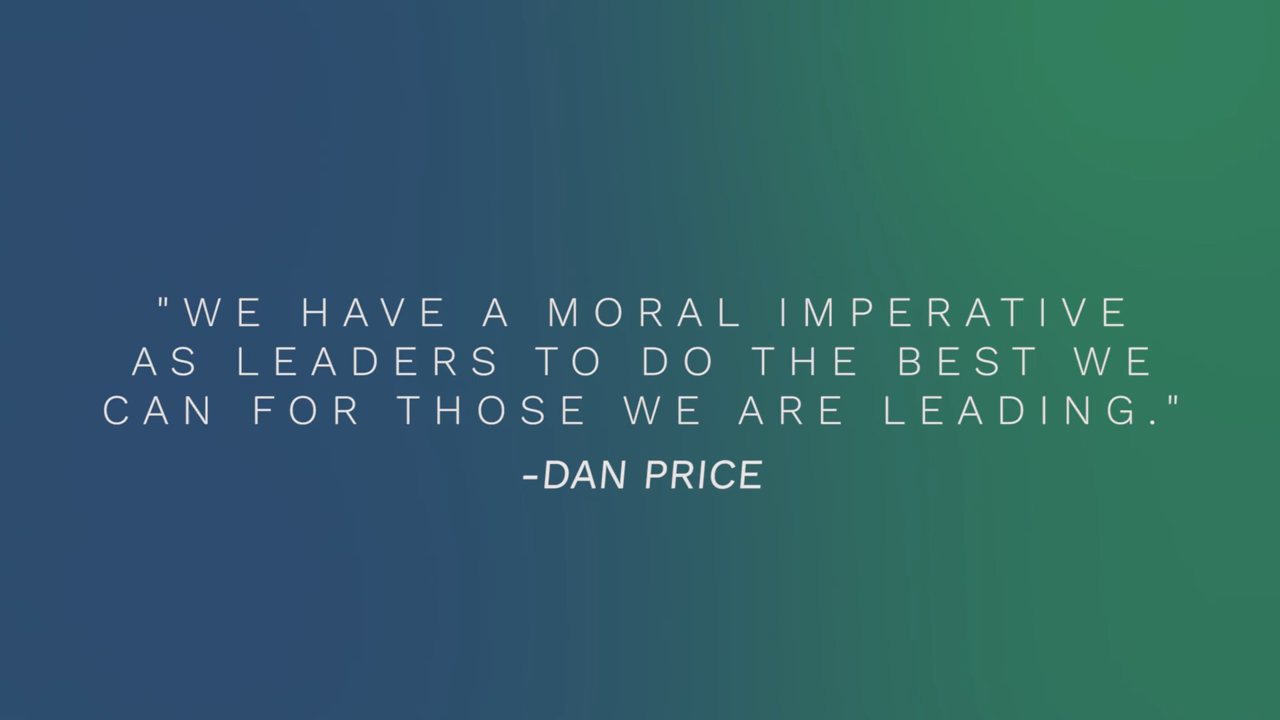 "WE HAVE A MORAL IMPERATIVE
AS LEADERS TO DO THE BEST WE
CAN FOR THOSE WE ARE LEADING."
-DAN PRICE